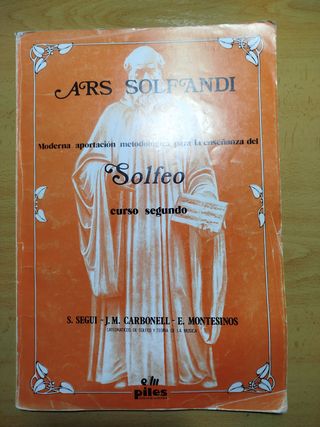 ARS SOLFANDI
Moderna aportación metodológica para la enseñanza del
Solfeo
curso segundo
S. SEGUI - J. M. CARBONELL - E. MONTESINOS
CATEDRATICOS DE SOLFEO Y TEORIA DE LA MUSICA
piles